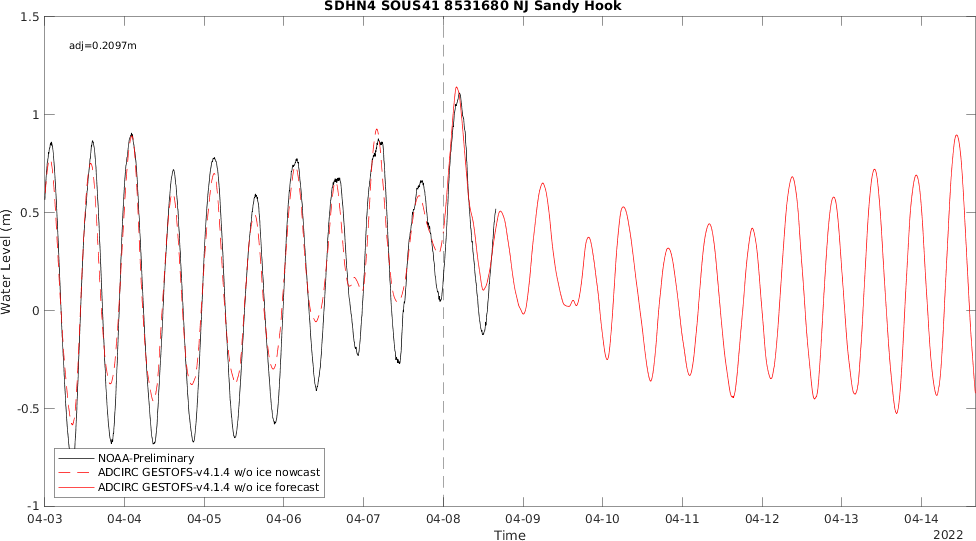 SDHN4 SOUS41 8531680 NJ Sandy Hook
1.5
adj=0.2097m
1
0.5
Water Level (m)
0
-0.5
NOAA-Preliminary
ADCIRC GESTOFS-v4.1.4 w/o ice nowcast
ADCIRC GESTOFS-v4.1.4 w/o ice forecast
-1
04-03 04-04 04-05 04-06 04-07 04-08 04-09 04-10 04-11 04-12 04-13 04-14
Time
2022